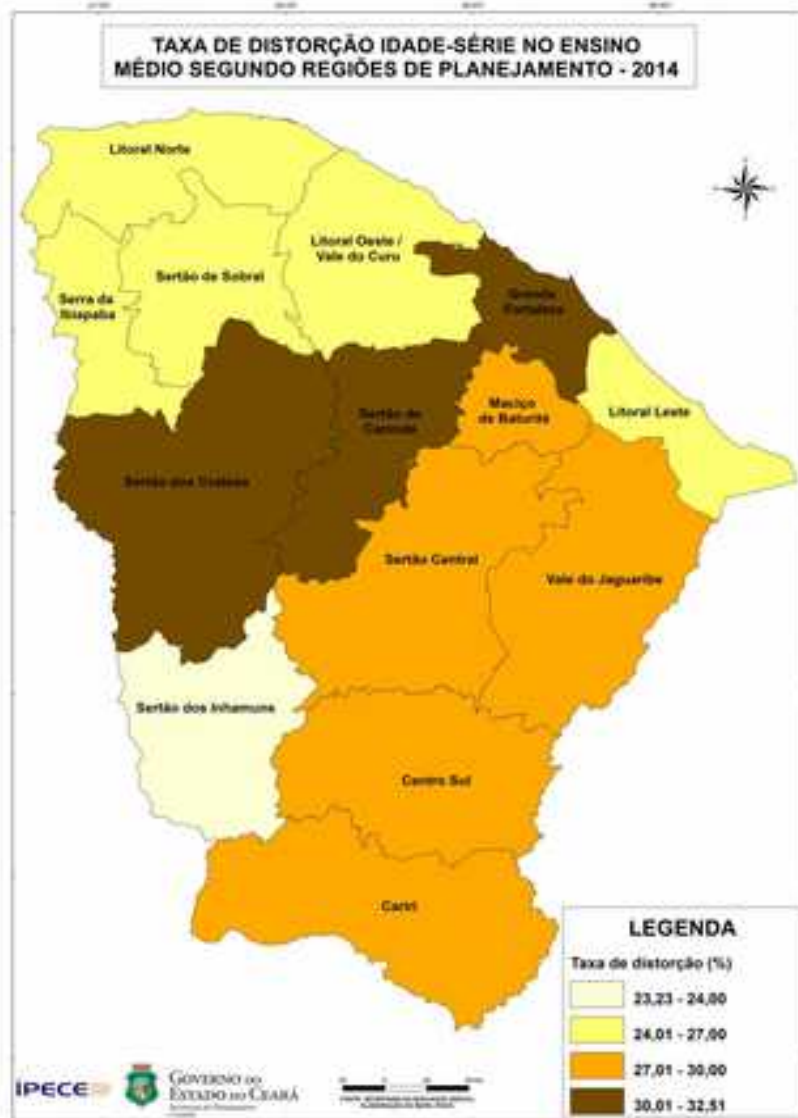 TAXA DE DISTORÇÃO IDADE-SÉRIE NO ENSINO
MÉDIO SEGUNDO REGIÕES DE PLANEJAMENTO - 2014
Litoral Norte
Litoral Oeste /
Vale do Curu
Sertão de Sobral
Serra da
Ibiapaba
Grande
Fortaleza
Maciço
de Baturité
Sertão de
Canindé
Litoral Leste
Sertão dos Crateús
Sertão Central
Vale do Jaguaribe
Sertão dos Inhamuns
Centro Sul
Cariri
LEGENDA
Taxa de distorção (%)
23,23 - 24,00
24,01 - 27,00
27,01 - 30,00
30,01 - 32,51
IPECE
GOVERNO DO
ESTADO DO CEARÁ